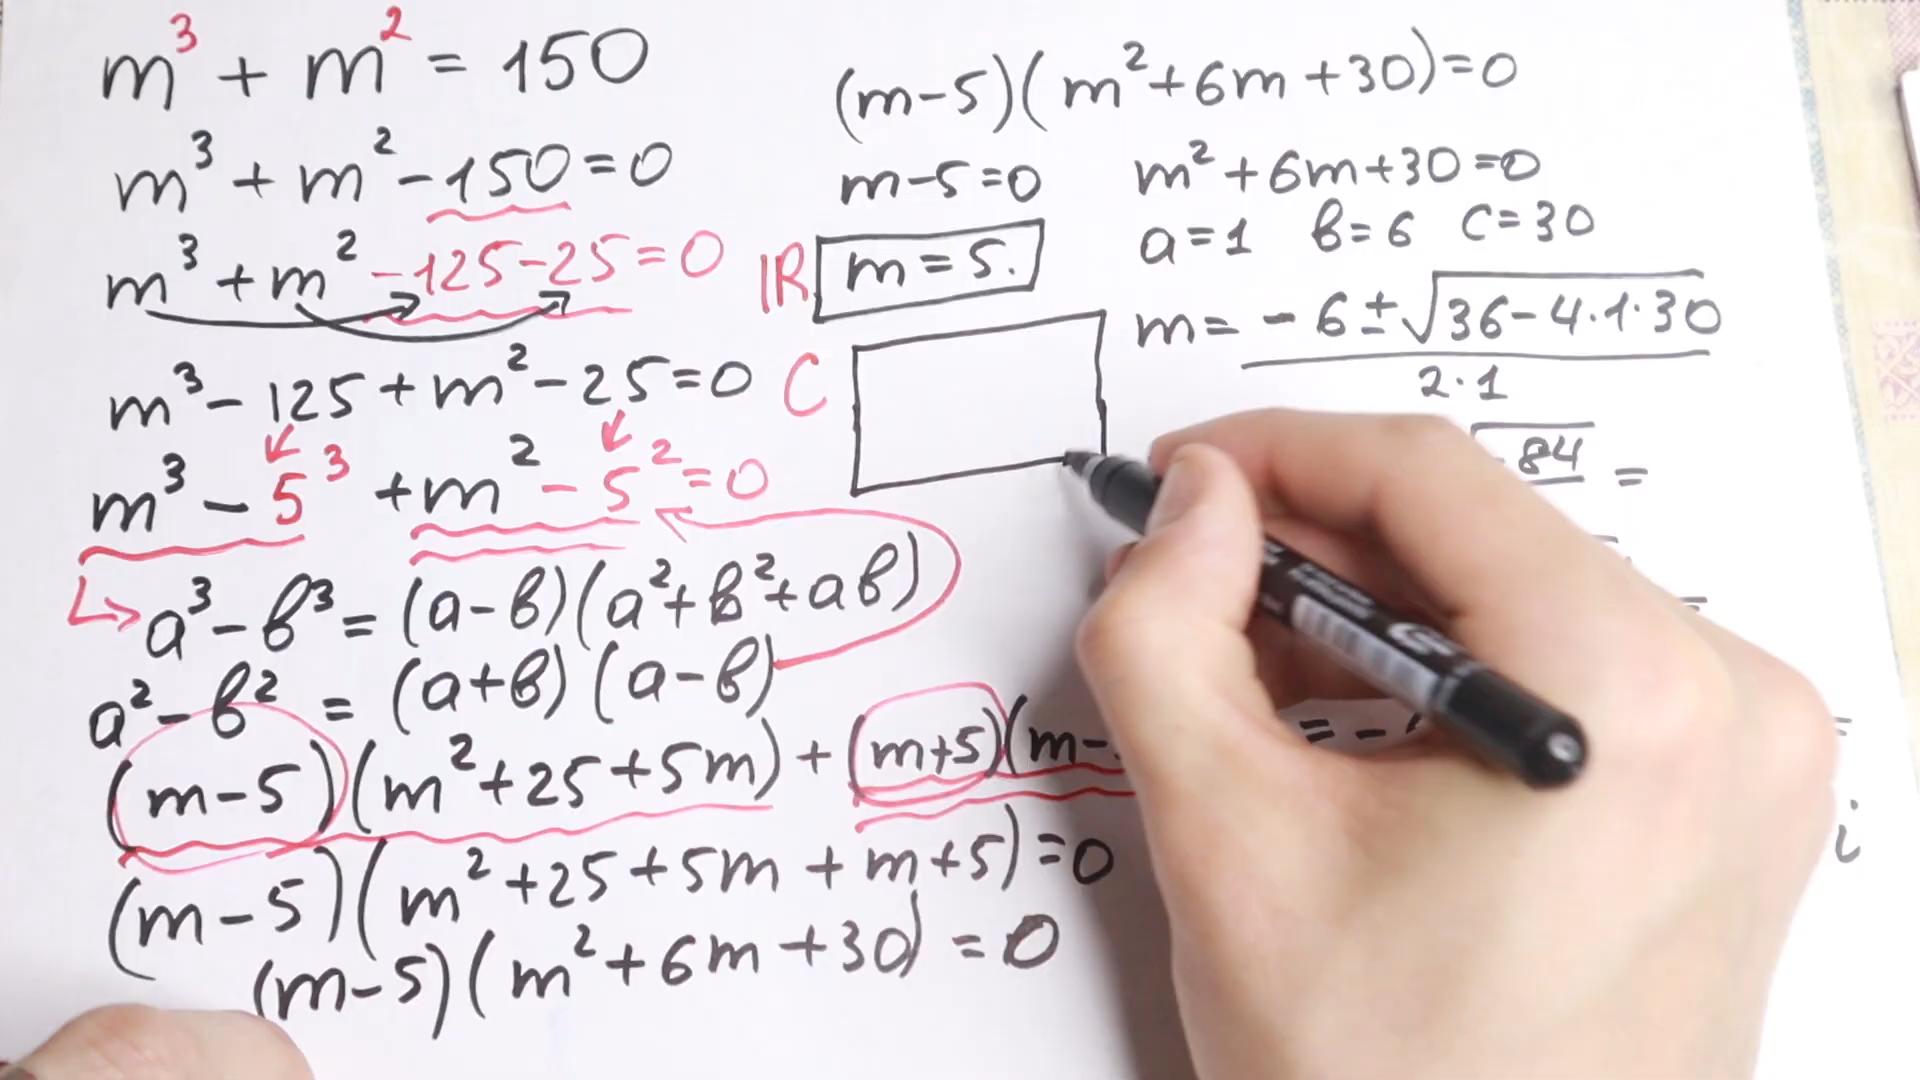 m³ + m² = 150
m³ + m² - 150 = 0
m³ + m² - 125 - 25 = 0
m³ - 125 + m² - 25 = 0
m³ - 5³ + m² - 5² = 0
a³ - b³ = (a - b)(a² + b² + ab)
a² - b² = (a + b)(a - b)
(m - 5)(m² + 25 + 5m) + (m + 5)(m -
(m - 5)(m² + 25 + 5m + m + 5) = 0
(m - 5)(m² + 6m + 30) = 0
(m - 5)(m² + 6m + 30) = 0
m - 5 = 0
IR m = 5.
C
m² + 6m + 30 = 0
a = 1 b = 6 c = 30
m = - 6 ± √36 - 4 · 1 · 30
2 · 1
84 =
= -
i